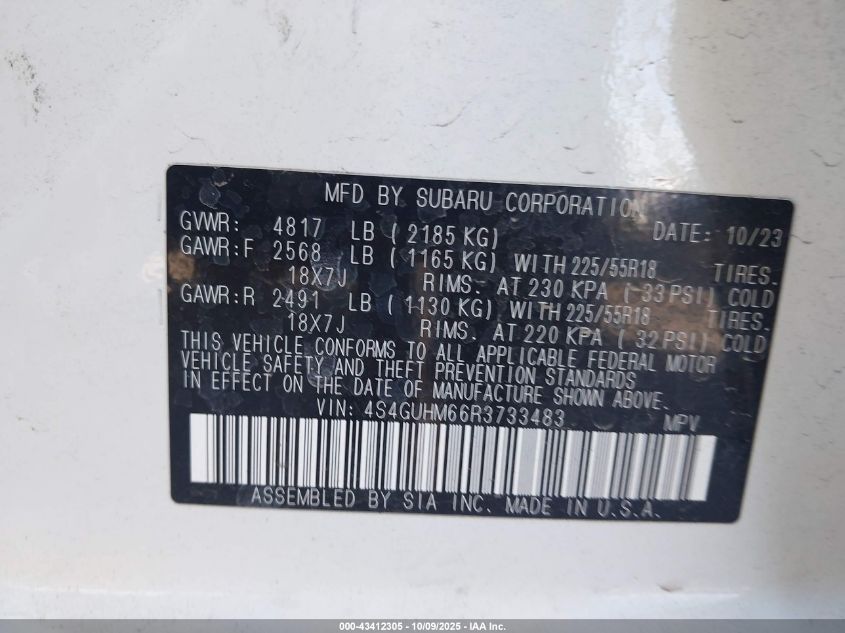 MFD BY SUBARU CORPORATION
GVWR: 4817 LB ( 2185 KG) DATE: 10/23
GAWR:F 2568 LB ( 1165 KG) WITH 225/55R18 TIRES.
18X7J RIMS. AT 230 KPA ( 33 PSI) COLD
GAWR:R 2491 LB ( 1130 KG) WITH 225/55R18 TIRES.
18X7J RIMS. AT 220 KPA ( 32 PSI) COLD
THIS VEHICLE CONFORMS TO ALL APPLICABLE FEDERAL MOTOR
VEHICLE SAFETY AND THEFT PREVENTION STANDARDS
IN EFFECT ON THE DATE OF MANUFACTURE SHOWN ABOVE.
VIN: 4S4GUHM66R3733483 MPV
ASSEMBLED BY SIA INC. MADE IN U.S.A.
000-43412305 - 10/09/2025 - IAA Inc.